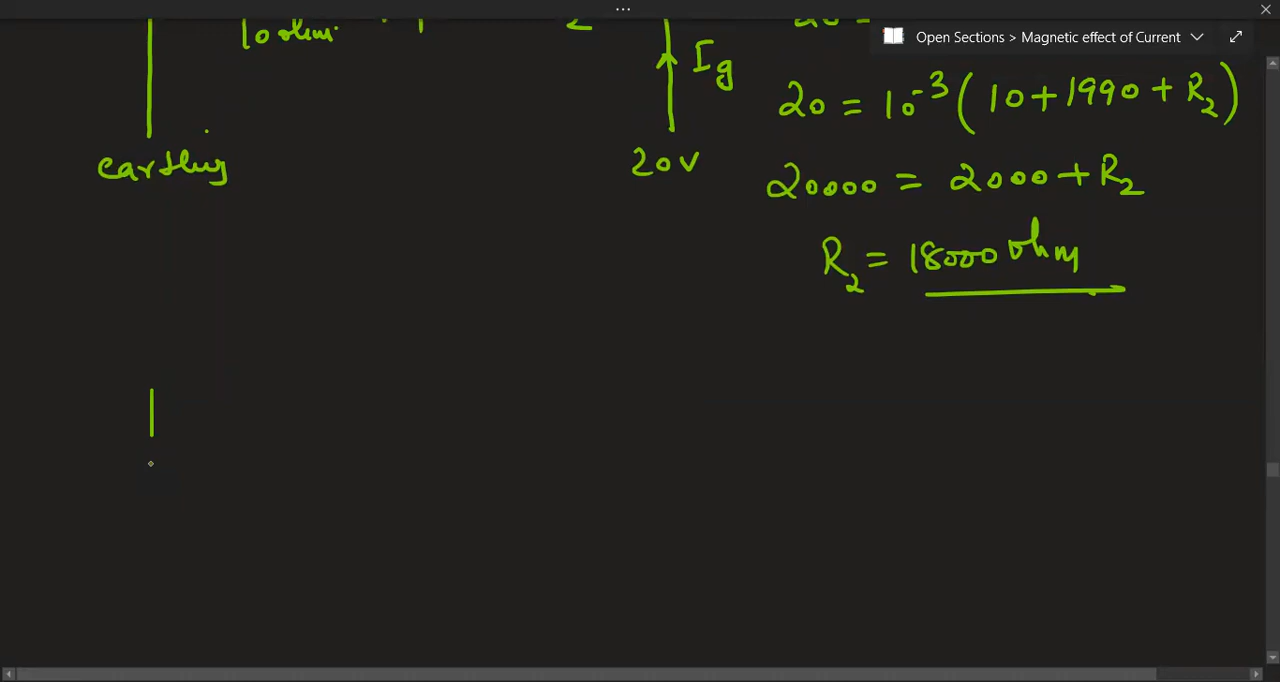 Open Sections > Magnetic effect of Current
10 ohm
Ig
20 = 10^-3 (10 + 1990 + R2)
earthing
20 V
20000 = 2000 + R2
R2 = 18000 ohm